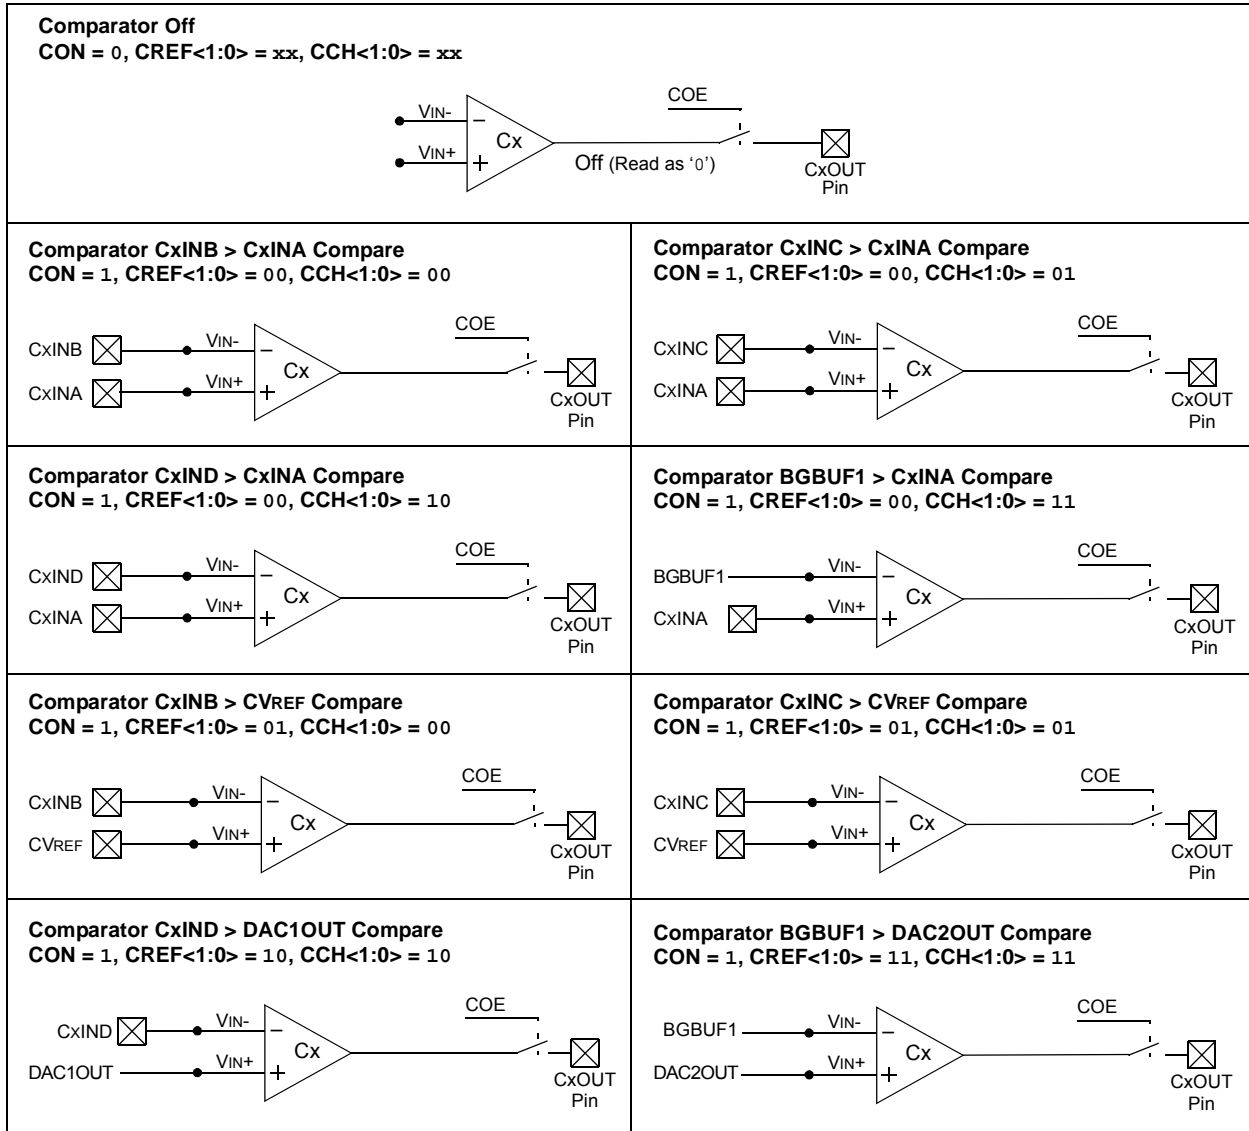 Comparator Off
CON = 0, CREF<1:0> = xx, CCH<1:0> = xx
COE
VIN-
–
Cx
VIN+
+
Off (Read as ‘0’)
CxOUT
Pin
Comparator CxINB > CxINA Compare
CON = 1, CREF<1:0> = 00, CCH<1:0> = 00
COE
CxINB
VIN-
–
Cx
CxINA
VIN+
+
CxOUT
Pin
Comparator CxINC > CxINA Compare
CON = 1, CREF<1:0> = 00, CCH<1:0> = 01
COE
CxINC
VIN-
–
Cx
CxINA
VIN+
+
CxOUT
Pin
Comparator CxIND > CxINA Compare
CON = 1, CREF<1:0> = 00, CCH<1:0> = 10
COE
CxIND
VIN-
–
Cx
CxINA
VIN+
+
CxOUT
Pin
Comparator BGBUF1 > CxINA Compare
CON = 1, CREF<1:0> = 00, CCH<1:0> = 11
COE
BGBUF1
VIN-
–
Cx
CxINA
VIN+
+
CxOUT
Pin
Comparator CxINB > CVREF Compare
CON = 1, CREF<1:0> = 01, CCH<1:0> = 00
COE
CxINB
VIN-
–
Cx
CVREF
VIN+
+
CxOUT
Pin
Comparator CxINC > CVREF Compare
CON = 1, CREF<1:0> = 01, CCH<1:0> = 01
COE
CxINC
VIN-
–
Cx
CVREF
VIN+
+
CxOUT
Pin
Comparator CxIND > DAC1OUT Compare
CON = 1, CREF<1:0> = 10, CCH<1:0> = 10
COE
CxIND
VIN-
–
Cx
DAC1OUT
VIN+
+
CxOUT
Pin
Comparator BGBUF1 > DAC2OUT Compare
CON = 1, CREF<1:0> = 11, CCH<1:0> = 11
COE
BGBUF1
VIN-
–
Cx
DAC2OUT
VIN+
+
CxOUT
Pin